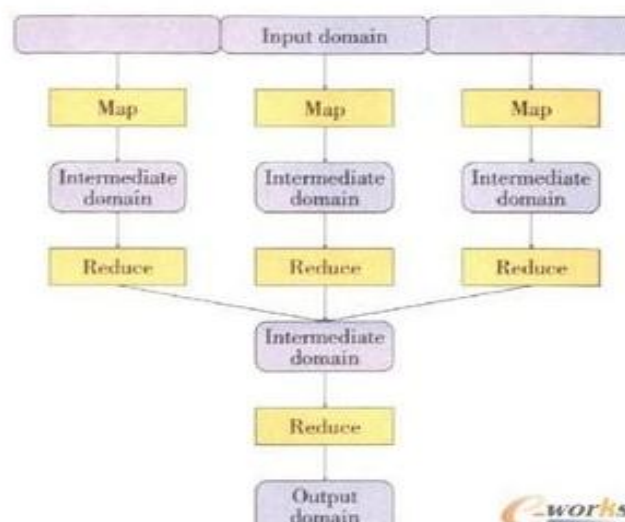 Input domain
Map Map Map
Intermediate Intermediate Intermediate
domain domain domain
Reduce Reduce Reduce
Intermediate
domain
Reduce
Output
domain
e-works